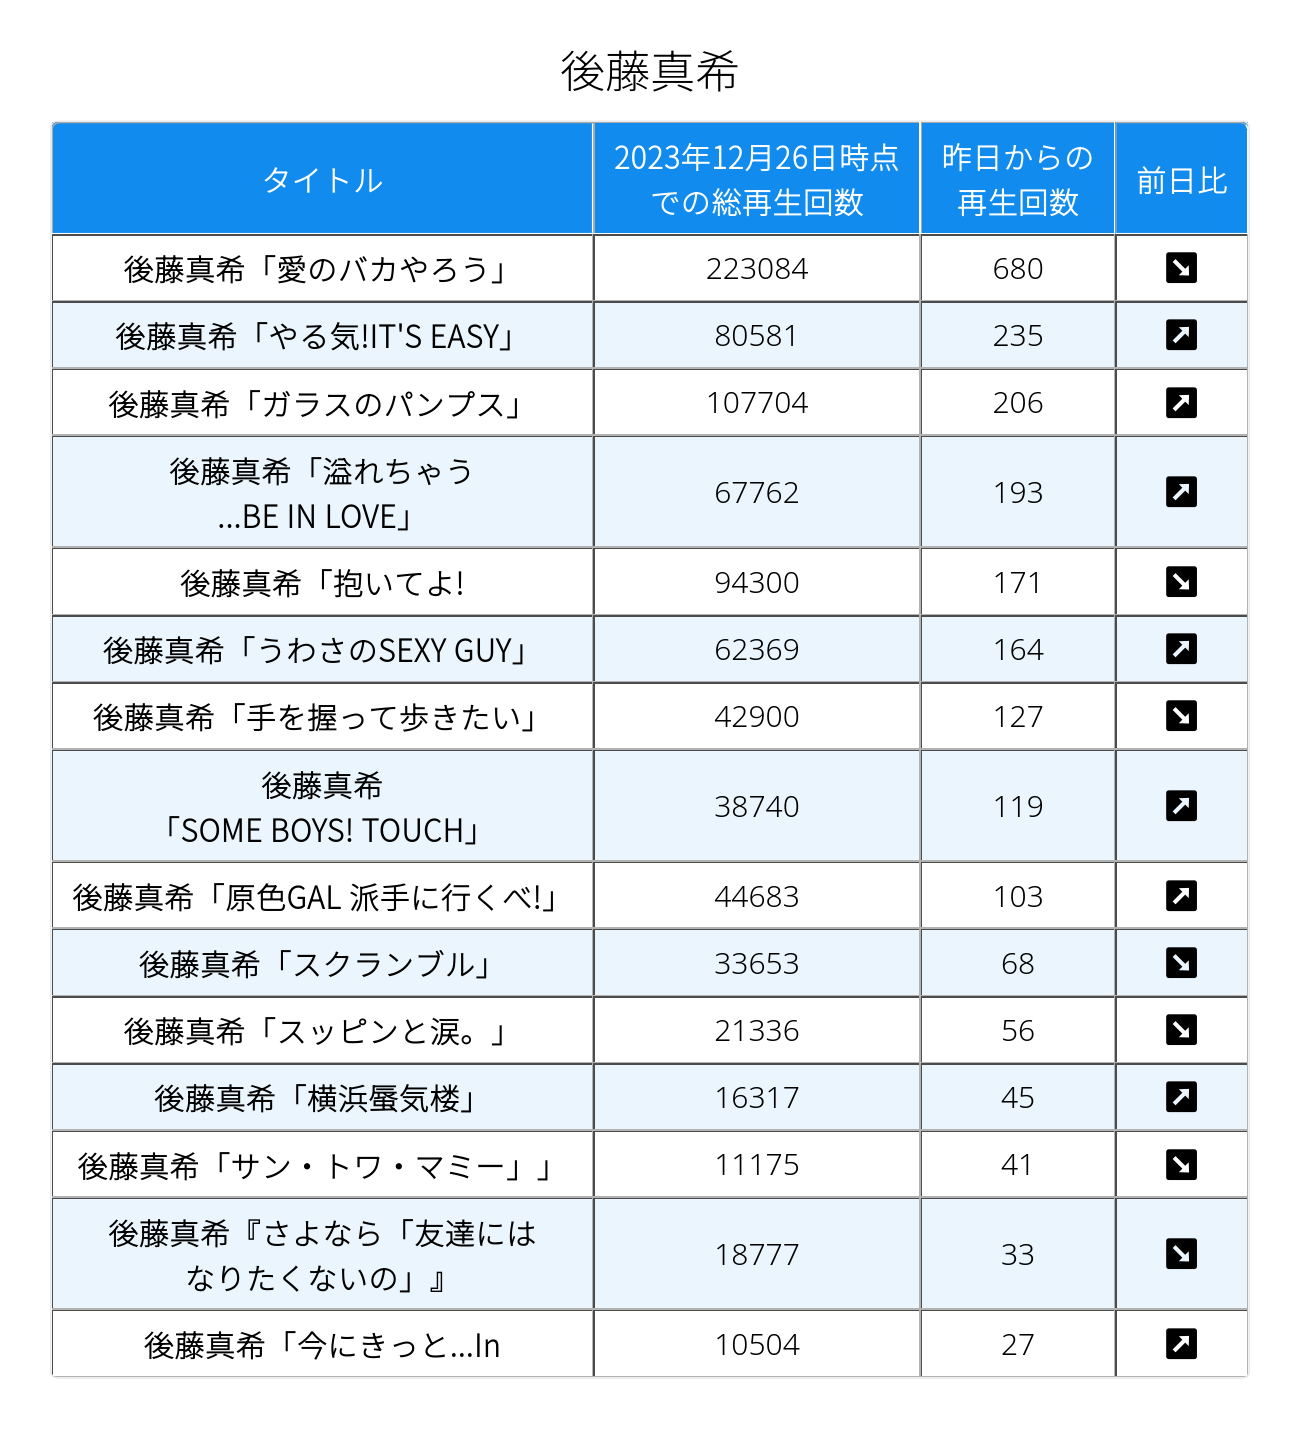 後藤真希
タイトル
2023年12月26日時点
での総再生回数
昨日からの
再生回数
前日比
後藤真希「愛のバカやろう」 223084 680 ↘
後藤真希「やる気!IT'S EASY」 80581 235 ↗
後藤真希「ガラスのパンプス」 107704 206 ↗
後藤真希「溢れちゃう
...BE IN LOVE」 67762 193 ↗
後藤真希「抱いてよ! 94300 171 ↘
後藤真希「うわさのSEXY GUY」 62369 164 ↗
後藤真希「手を握って歩きたい」 42900 127 ↘
後藤真希
「SOME BOYS! TOUCH」 38740 119 ↗
後藤真希「原色GAL 派手に行くべ!」 44683 103 ↗
後藤真希「スクランブル」 33653 68 ↘
後藤真希「スッピンと涙。」 21336 56 ↘
後藤真希「横浜蜃気楼」 16317 45 ↗
後藤真希「サン・トワ・マミー」」 11175 41 ↘
後藤真希『さよなら「友達には
なりたくないの」』 18777 33 ↘
後藤真希「今にきっと...In 10504 27 ↗